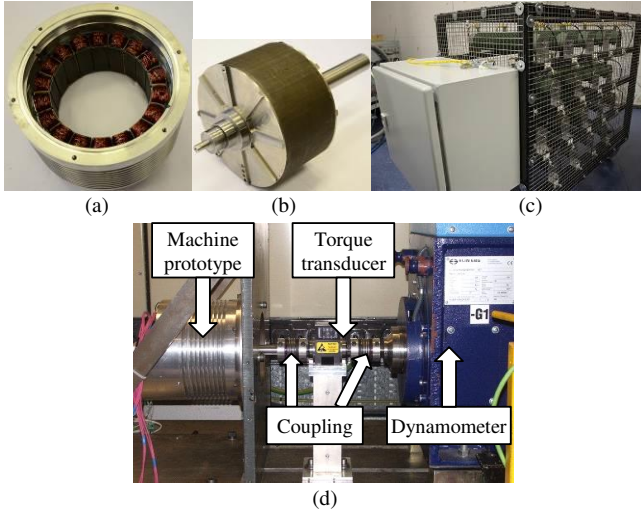 (a)
(b)
(c)
Machine
prototype
Torque
transducer
-G1
Coupling
Dynamometer
(d)